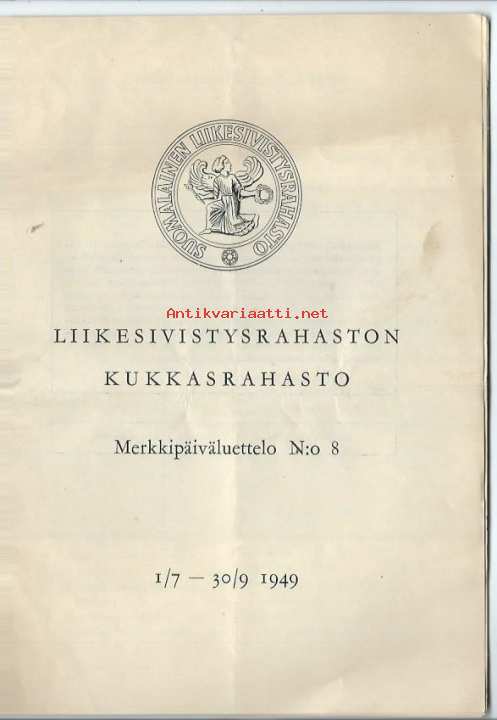 SUOMALAINEN LIIKESIVISTYSRAHASTO
Antikvariaatti.net
LIIKESIVISTYSRAHASTON
KUKKASRAHASTO
Merkkipäiväluettelo N:o 8
1/7 — 30/9 1949